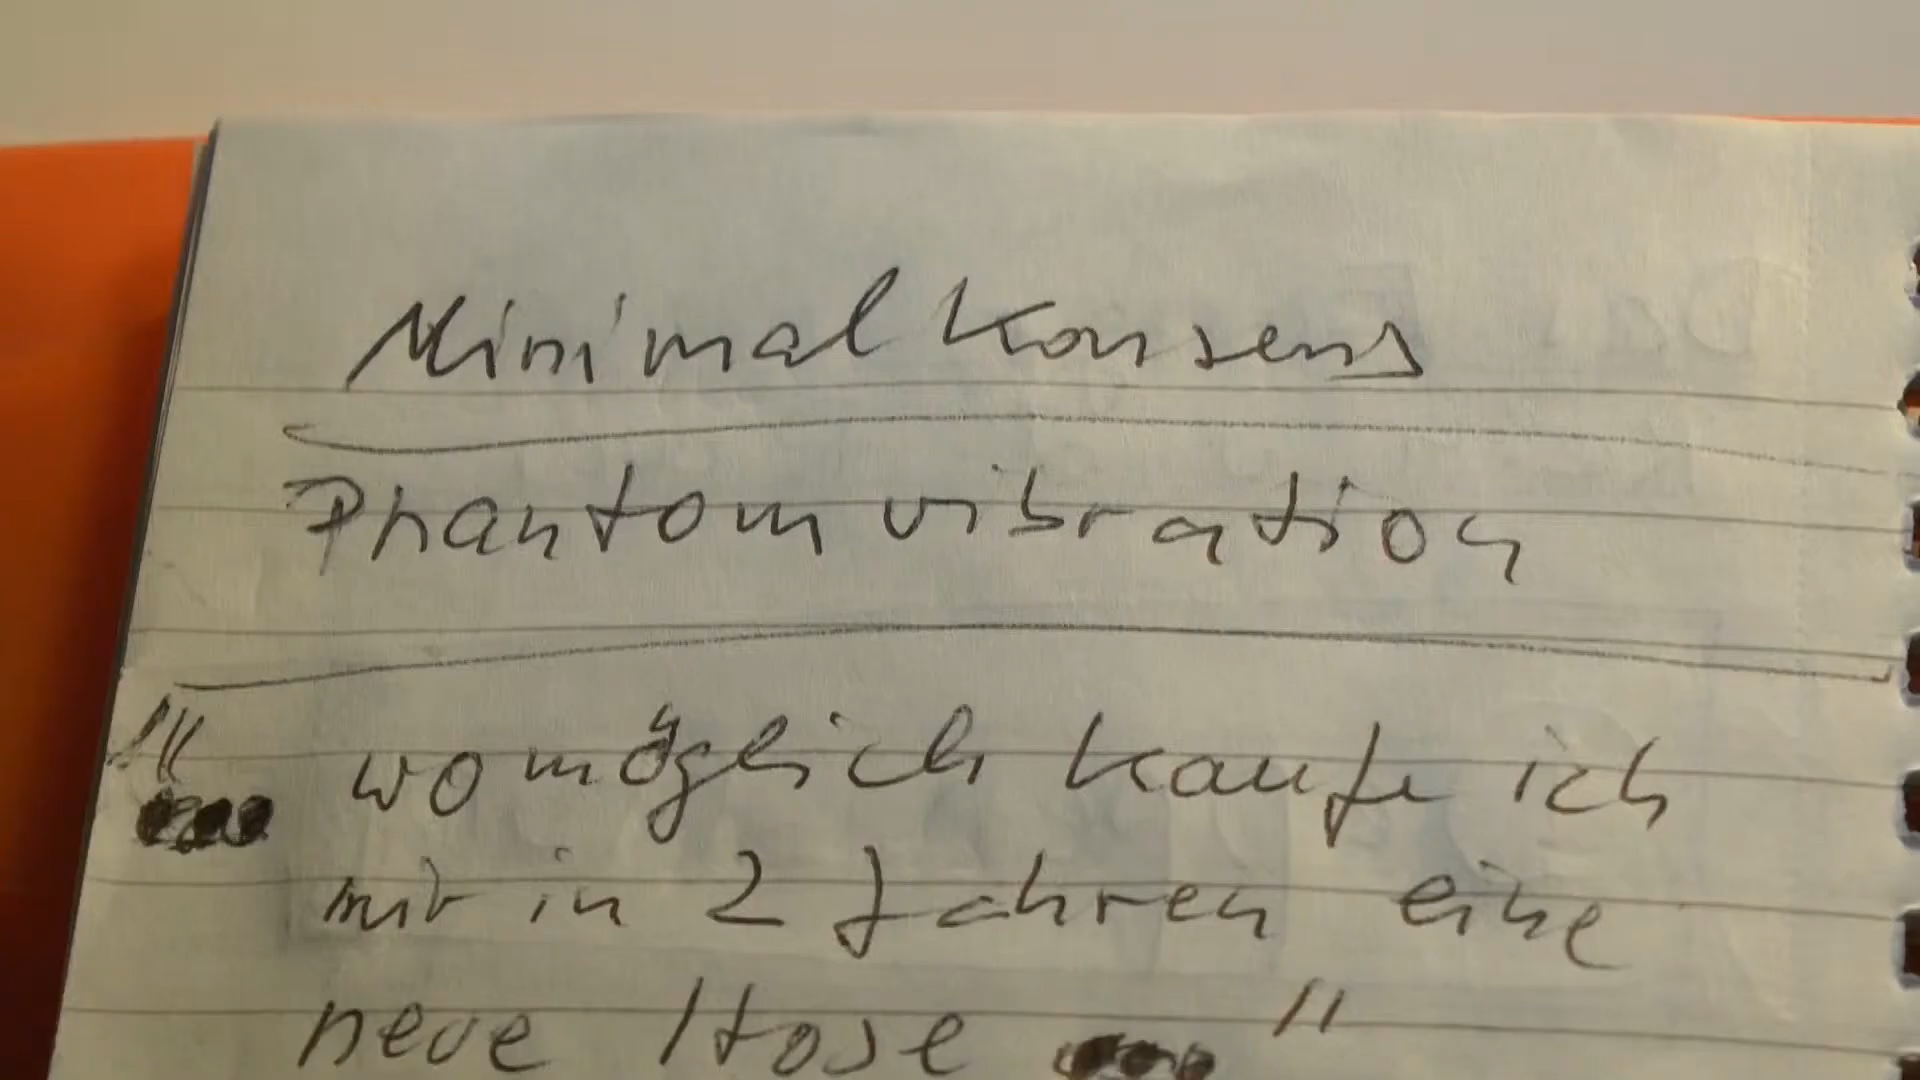 Minimalkonsens
Phantomvibration
"... womöglich kaufe ich
mir in 2 Jahren eine
neue Hose ..."